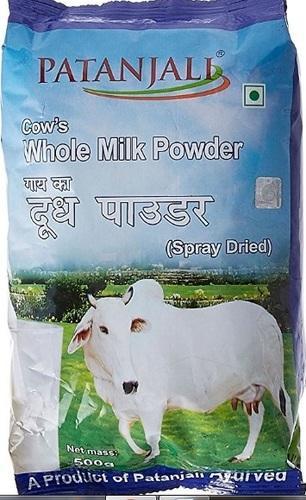 PATANJALI®
Cow's
Whole Milk Powder
गाय का
दूध पाउडर
(Spray Dried)
Net mass:
500g
A Product of Patanjali Ayurved